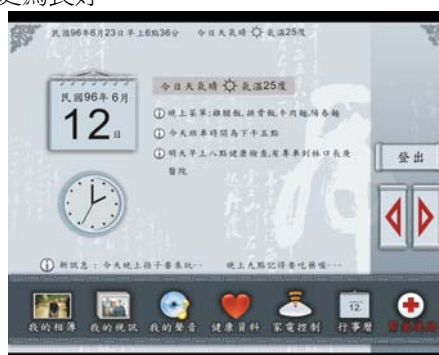 民國96年6月23日 早上6點36分 今日天氣晴 氣溫25度
今日天氣晴 氣溫25度
民國96年6月
12日
晚上菜單:雞腿飯,排骨飯,牛肉麵,陽春麵
今天班車時間為下午五點
明天早上八點健康檢查,有專車到林口長庚
醫院
登出
新訊息：今天晚上孫子要來玩-- 晚上九點記得要吃藥喔---
12
我的相簿 我的視訊 我的聲音 健康資料 家電控制 行事曆